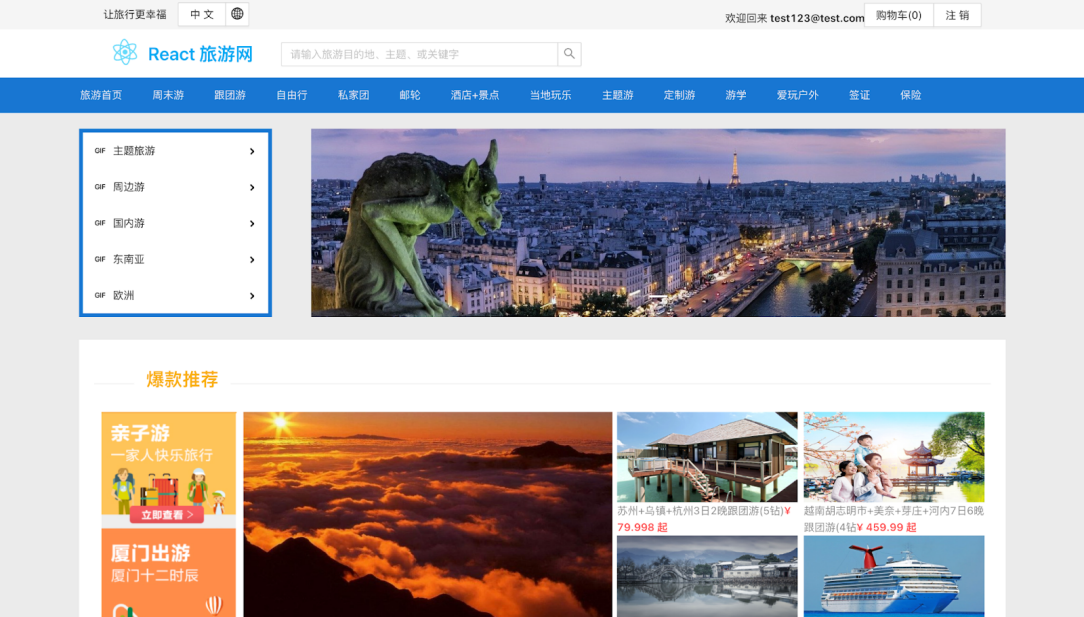 让旅行更幸福 中 文
欢迎回来 test123@test.com 购物车(0) 注 销
React 旅游网
请输入旅游目的地、主题、或关键字
旅游首页 周末游 跟团游 自由行 私家团 邮轮 酒店+景点 当地玩乐 主题游 定制游 游学 爱玩户外 签证 保险
GIF 主题旅游
GIF 周边游
GIF 国内游
GIF 东南亚
GIF 欧洲
爆款推荐
亲子游
一家人快乐旅行
立即查看 >
厦门出游
厦门十二时辰
苏州+乌镇+杭州3日2晚跟团游(5钻)¥
79.998 起
越南胡志明市+美奈+芽庄+河内7日6晚
跟团游(4钻¥ 459.99 起